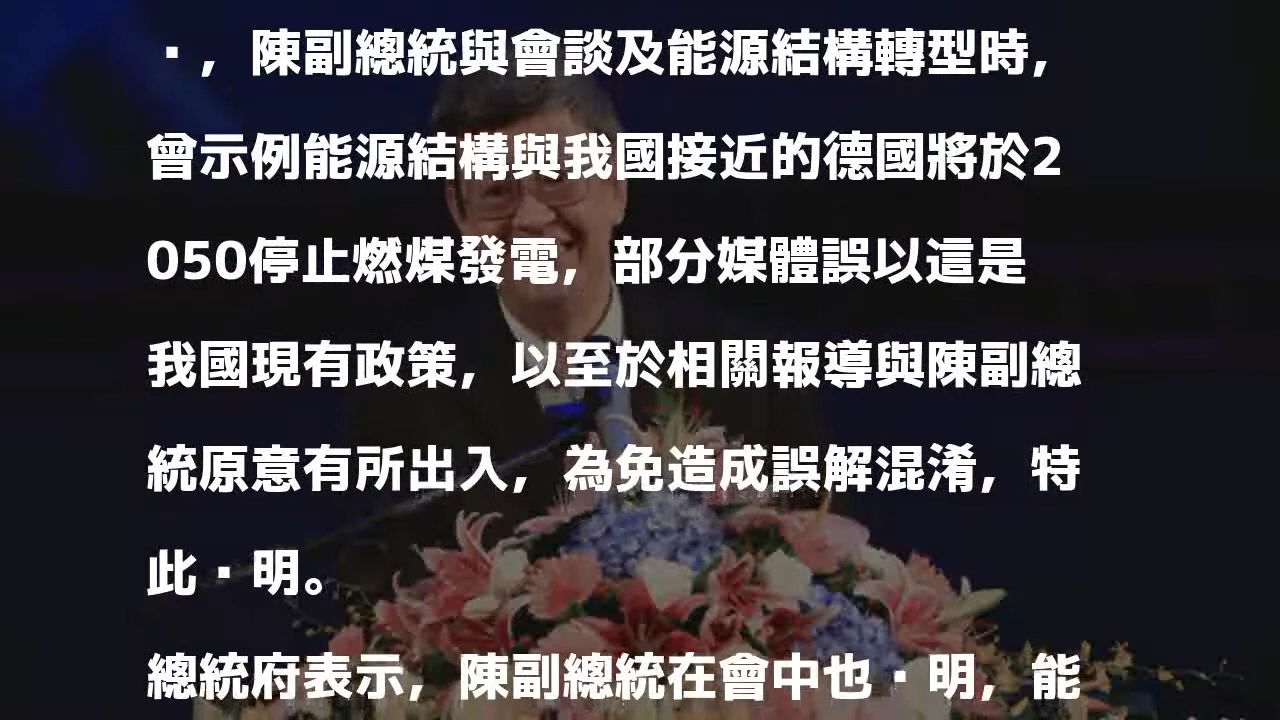 ▪，陳副總統與會談及能源結構轉型時，
曾示例能源結構與我國接近的德國將於2
050停止燃煤發電，部分媒體誤以這是
我國現有政策，以至於相關報導與陳副總
統原意有所出入，為免造成誤解混淆，特
此▪明。
總統府表示，陳副總統在會中也▪明，能